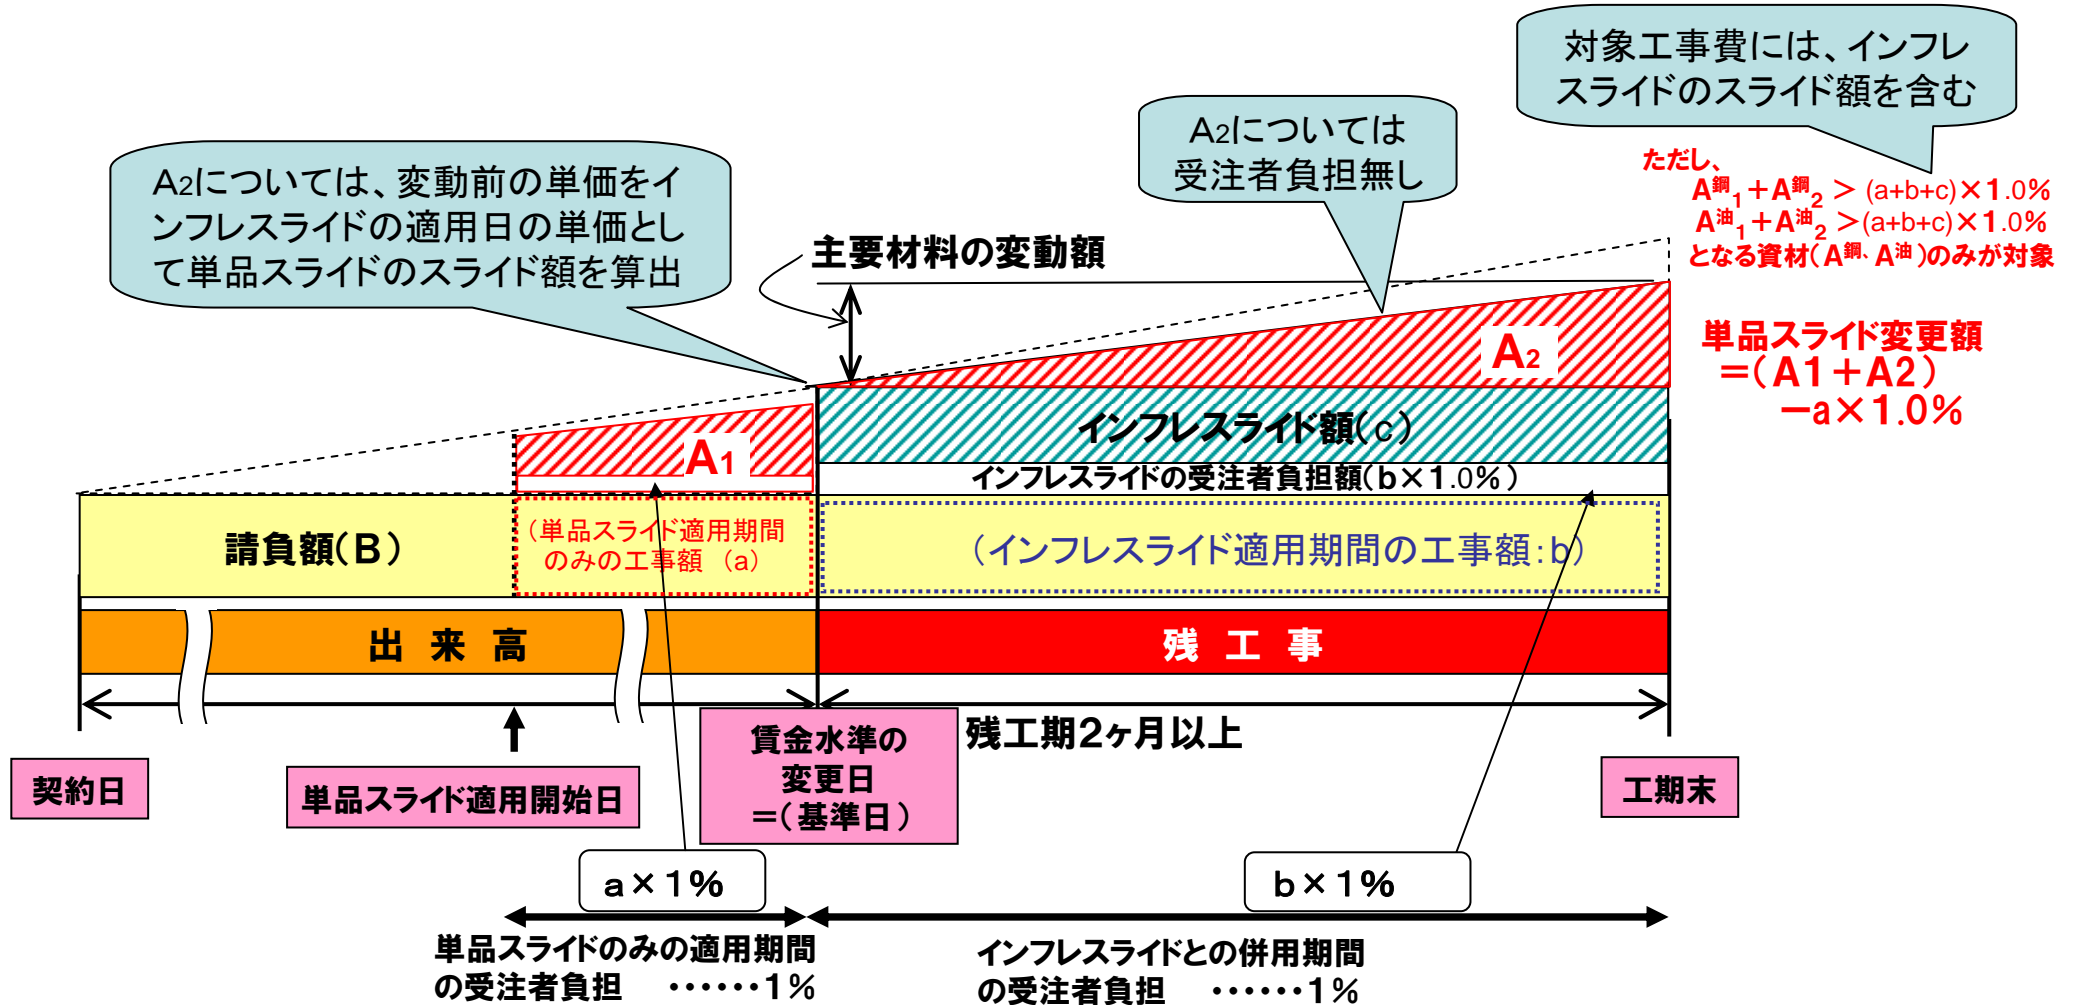 対象工事費には、インフレ
スライドのスライド額を含む
A2については
受注者負担無し
A2については、変動前の単価をイ
ンフレスライドの適用日の単価とし
て単品スライドのスライド額を算出
ただし、
A鋼1＋A鋼2 ＞(a+b+c)×1.0%
A油1＋A油2 ＞(a+b+c)×1.0%
となる資材（A鋼、A油）のみが対象
主要材料の変動額
単品スライド変更額
＝(A1＋A2)
－a×1.0%
A2
A1
インフレスライド額(c)
インフレスライドの受注者負担額(b×1.0%)
請負額(B)
(単品スライド適用期間
のみの工事額 (a)
(インフレスライド適用期間の工事額:b)
出 来 高
残 工 事
残工期2ヶ月以上
契約日
単品スライド適用開始日
賃金水準の
変更日
=(基準日)
工期末
a×1%
b×1%
単品スライドのみの適用期間
の受注者負担 ・・・・・・1%
インフレスライドとの併用期間
の受注者負担 ・・・・・・1%